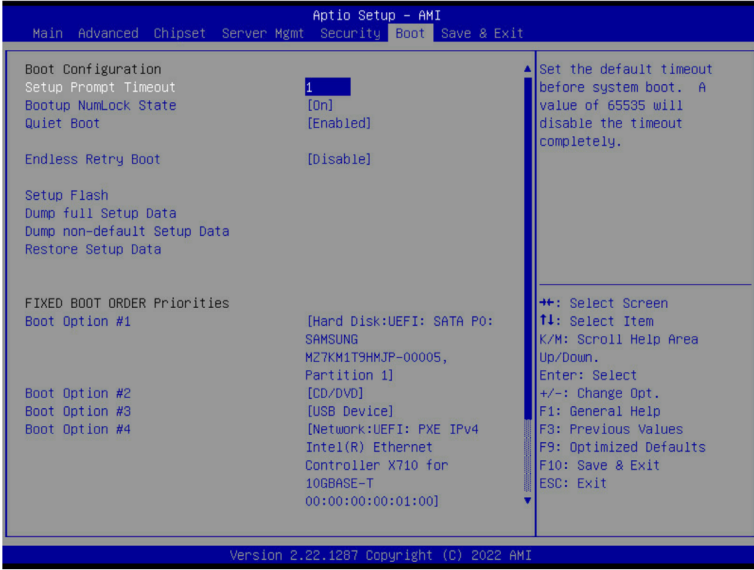 Aptio Setup - AMI
Main Advanced Chipset Server Mgmt Security Boot Save & Exit
Boot Configuration
Setup Prompt Timeout 1
Bootup NumLock State [On]
Quiet Boot [Enabled]
Endless Retry Boot [Disable]
Setup Flash
Dump full Setup Data
Dump non-default Setup Data
Restore Setup Data
FIXED BOOT ORDER Priorities
Boot Option #1 [Hard Disk:UEFI: SATA P0:
SAMSUNG
MZ7KM1T9HMJP-00005,
Partition 1]
Boot Option #2 [CD/DVD]
Boot Option #3 [USB Device]
Boot Option #4 [Network:UEFI: PXE IPv4
Intel(R) Ethernet
Controller X710 for
10GBASE-T
00:00:00:00:01:00]
Set the default timeout
before system boot. A
value of 65535 will
disable the timeout
completely.
→←: Select Screen
↑↓: Select Item
K/M: Scroll Help Area
Up/Down.
Enter: Select
+/-: Change Opt.
F1: General Help
F3: Previous Values
F9: Optimized Defaults
F10: Save & Exit
ESC: Exit
Version 2.22.1287 Copyright (C) 2022 AMI